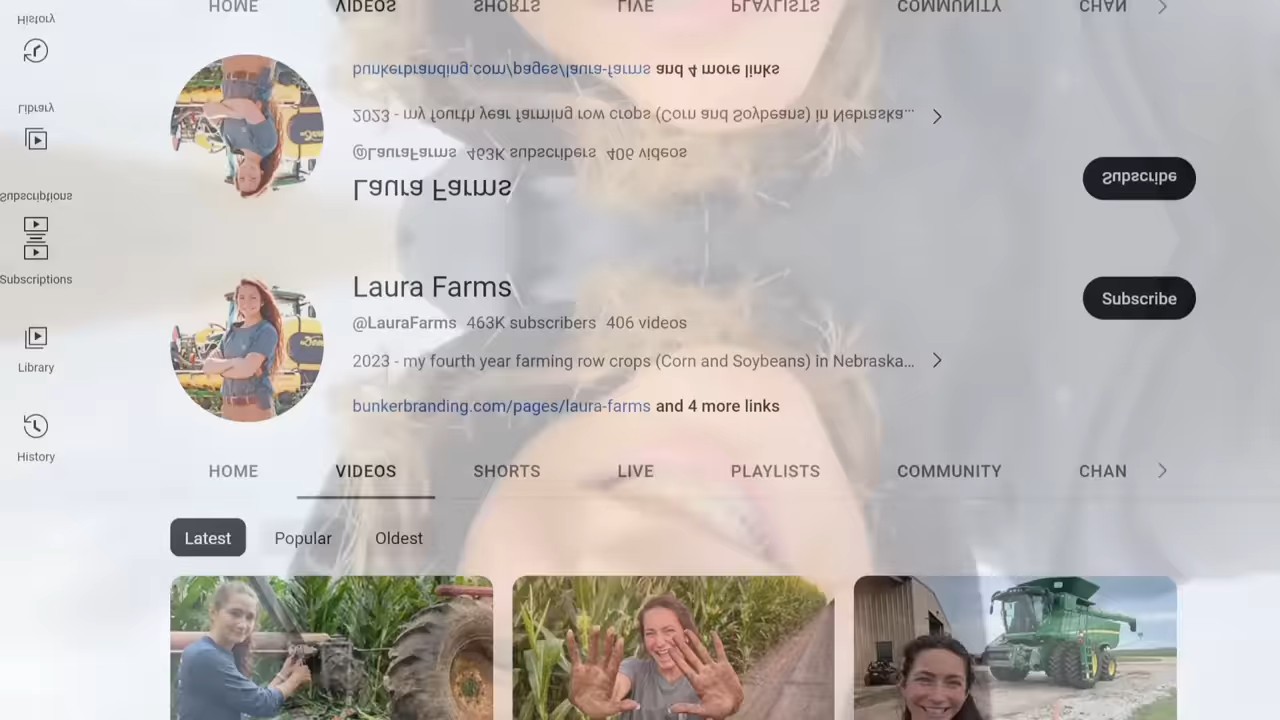 History
HOME VIDEOS SHORTS LIVE PLAYLISTS COMMUNITY CHAN
bunkerbranding.com/pages/laura-farms and 4 more links
Library
2023 - my fourth year farming row crops (Corn and Soybeans) in Nebraska...
@LauraFarms 463K subscribers 406 videos
Laura Farms
Subscribe
Subscriptions
Subscriptions
Laura Farms
Subscribe
@LauraFarms 463K subscribers 406 videos
2023 - my fourth year farming row crops (Corn and Soybeans) in Nebraska...
Library
bunkerbranding.com/pages/laura-farms and 4 more links
History
HOME VIDEOS SHORTS LIVE PLAYLISTS COMMUNITY CHAN
Latest Popular Oldest